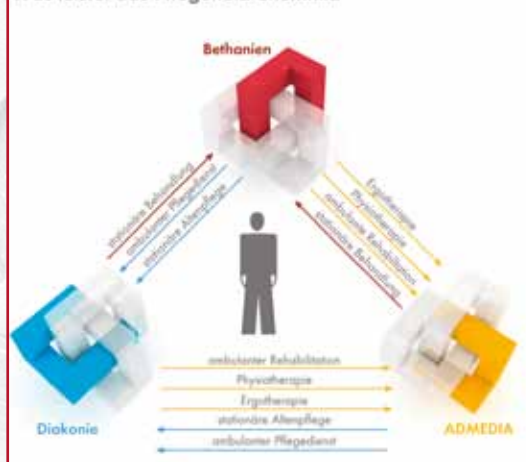 Bethanien
stationäre Behandlung
ambulanter Pflegedienst
stationäre Altenpflege
Ergotherapie
Physiotherapie
ambulante Rehabilitation
stationäre Behandlung
ambulanter Rehabilitation
Physiotherapie
Ergotherapie
stationäre Altenpflege
ambulanter Pflegedienst
Diakonie
ADMEDIA